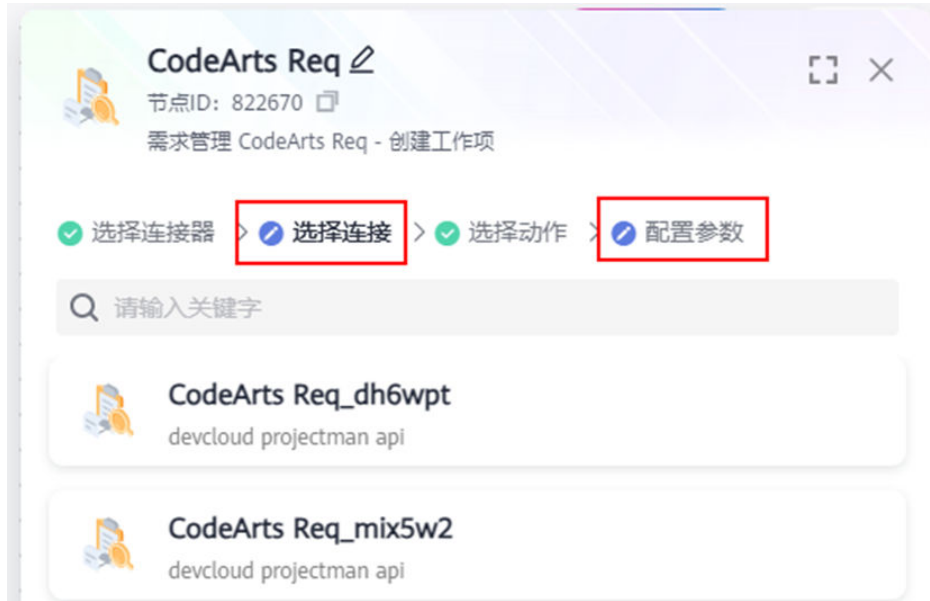 CodeArts Req
节点ID: 822670
需求管理 CodeArts Req - 创建工作项
选择连接器 > 选择连接 > 选择动作 > 配置参数
请输入关键字
CodeArts Req_dh6wpt
devcloud projectman api
CodeArts Req_mix5w2
devcloud projectman api